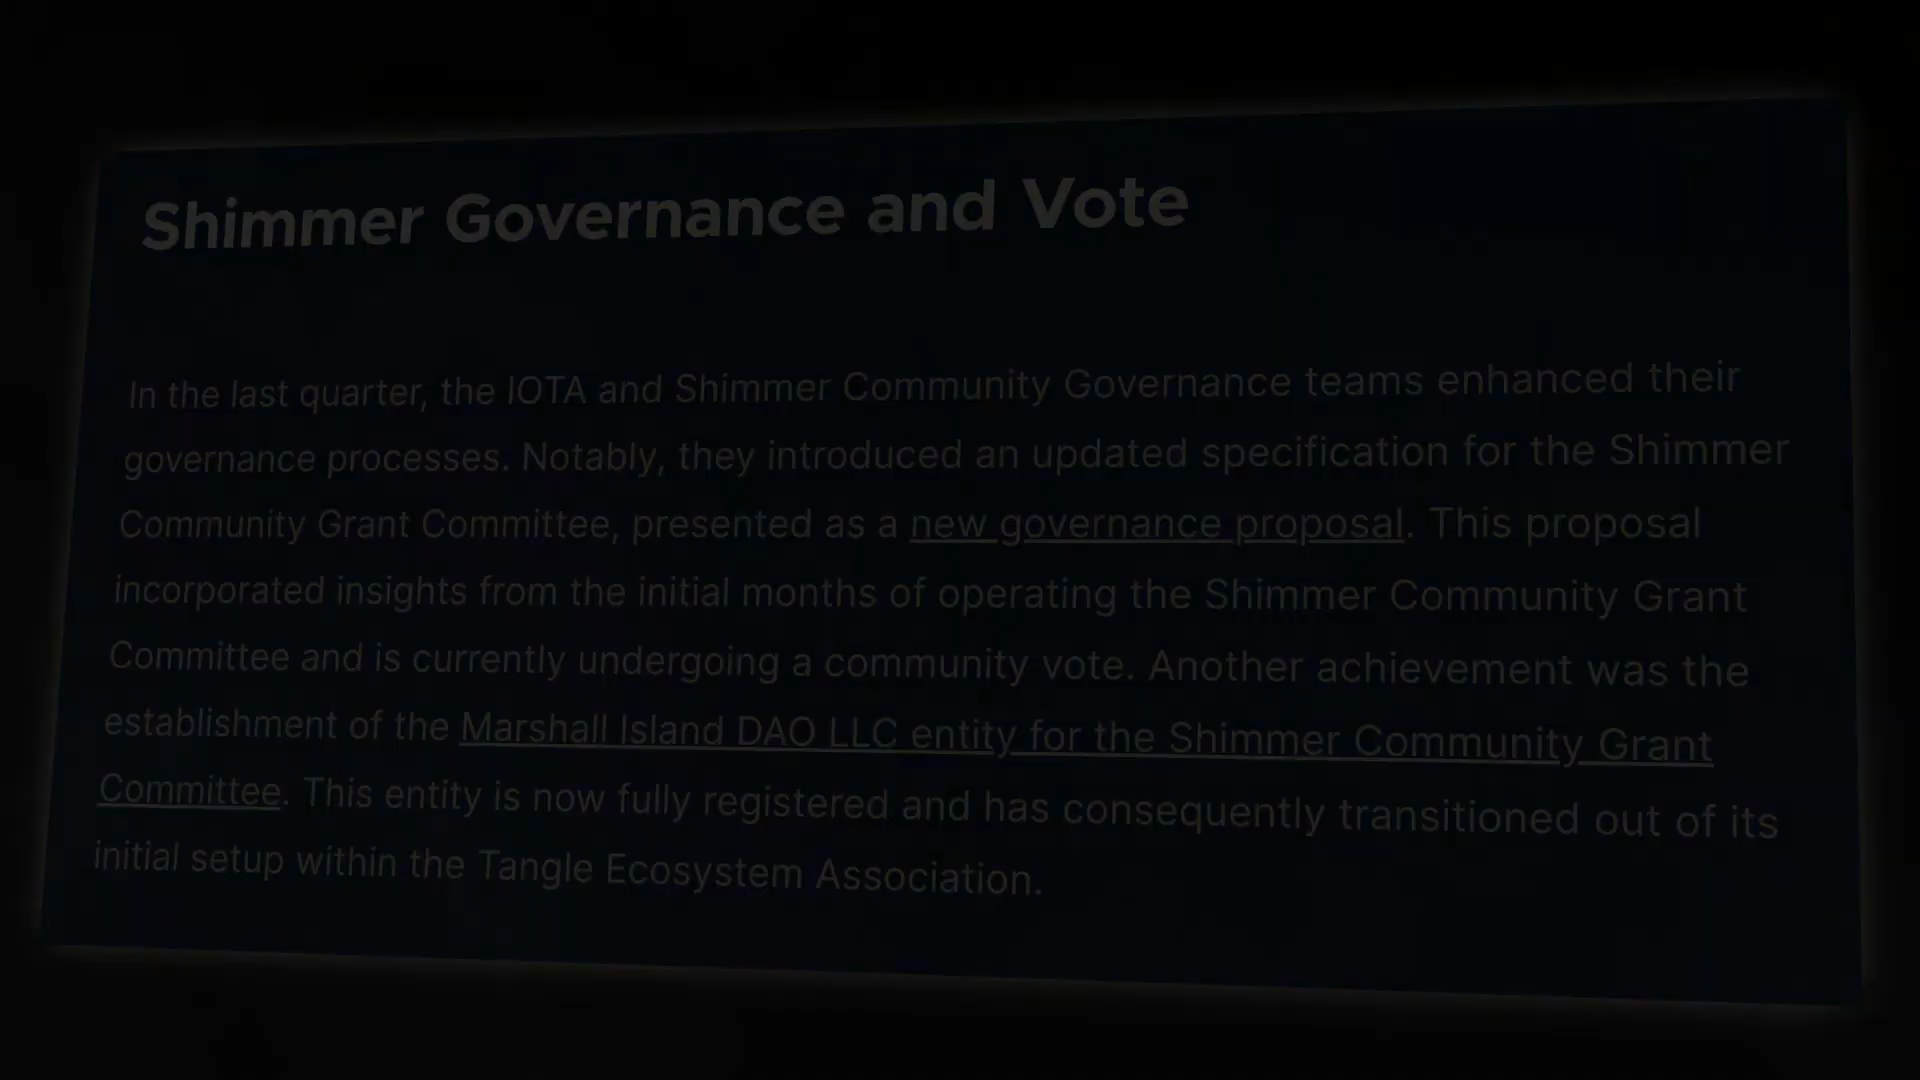 Shimmer Governance and Vote
In the last quarter, the IOTA and Shimmer Community Governance teams enhanced their
governance processes. Notably, they introduced an updated specification for the Shimmer
Community Grant Committee, presented as a new governance proposal. This proposal
incorporated insights from the initial months of operating the Shimmer Community Grant
Committee and is currently undergoing a community vote. Another achievement was the
establishment of the Marshall Island DAO LLC entity for the Shimmer Community Grant
Committee. This entity is now fully registered and has consequently transitioned out of its
initial setup within the Tangle Ecosystem Association.